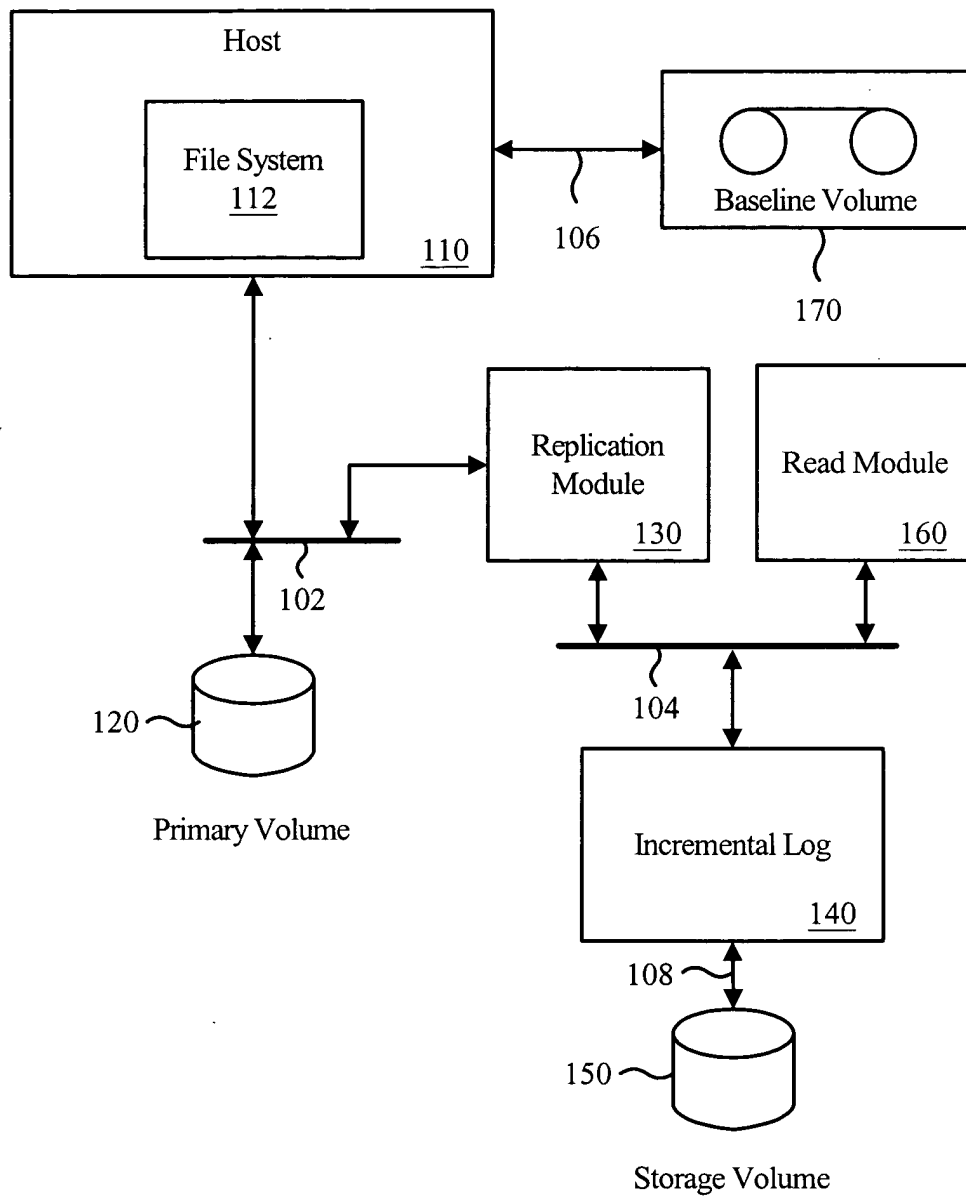 Host
File System
112
110
106
Baseline Volume
170
Replication
Module
130
Read Module
160
102
104
120
Primary Volume
Incremental Log
140
108
150
Storage Volume